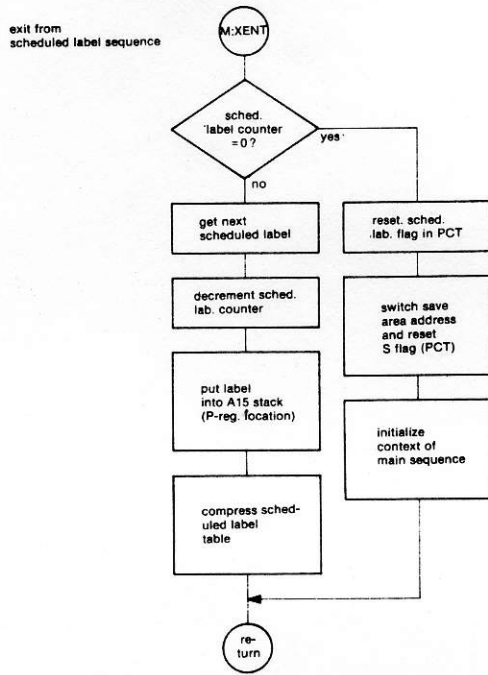 exit from
scheduled label sequence
M:XENT
sched.
label counter
=0?
yes
no
get next
scheduled label
reset. sched.
lab. flag in PCT
decrement sched.
lab. counter
switch save
area address
and reset
S flag (PCT)
put label
into A15 stack
(P-reg. location)
initialize
context of
main sequence
compress sched-
uled label
table
re-
turn